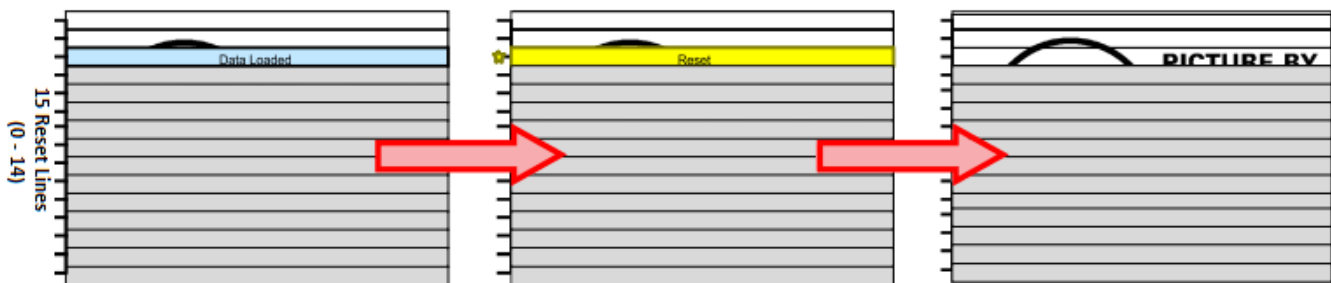 15 Reset Lines
(0 - 14)
Data Loaded
Reset
PICTURE BY